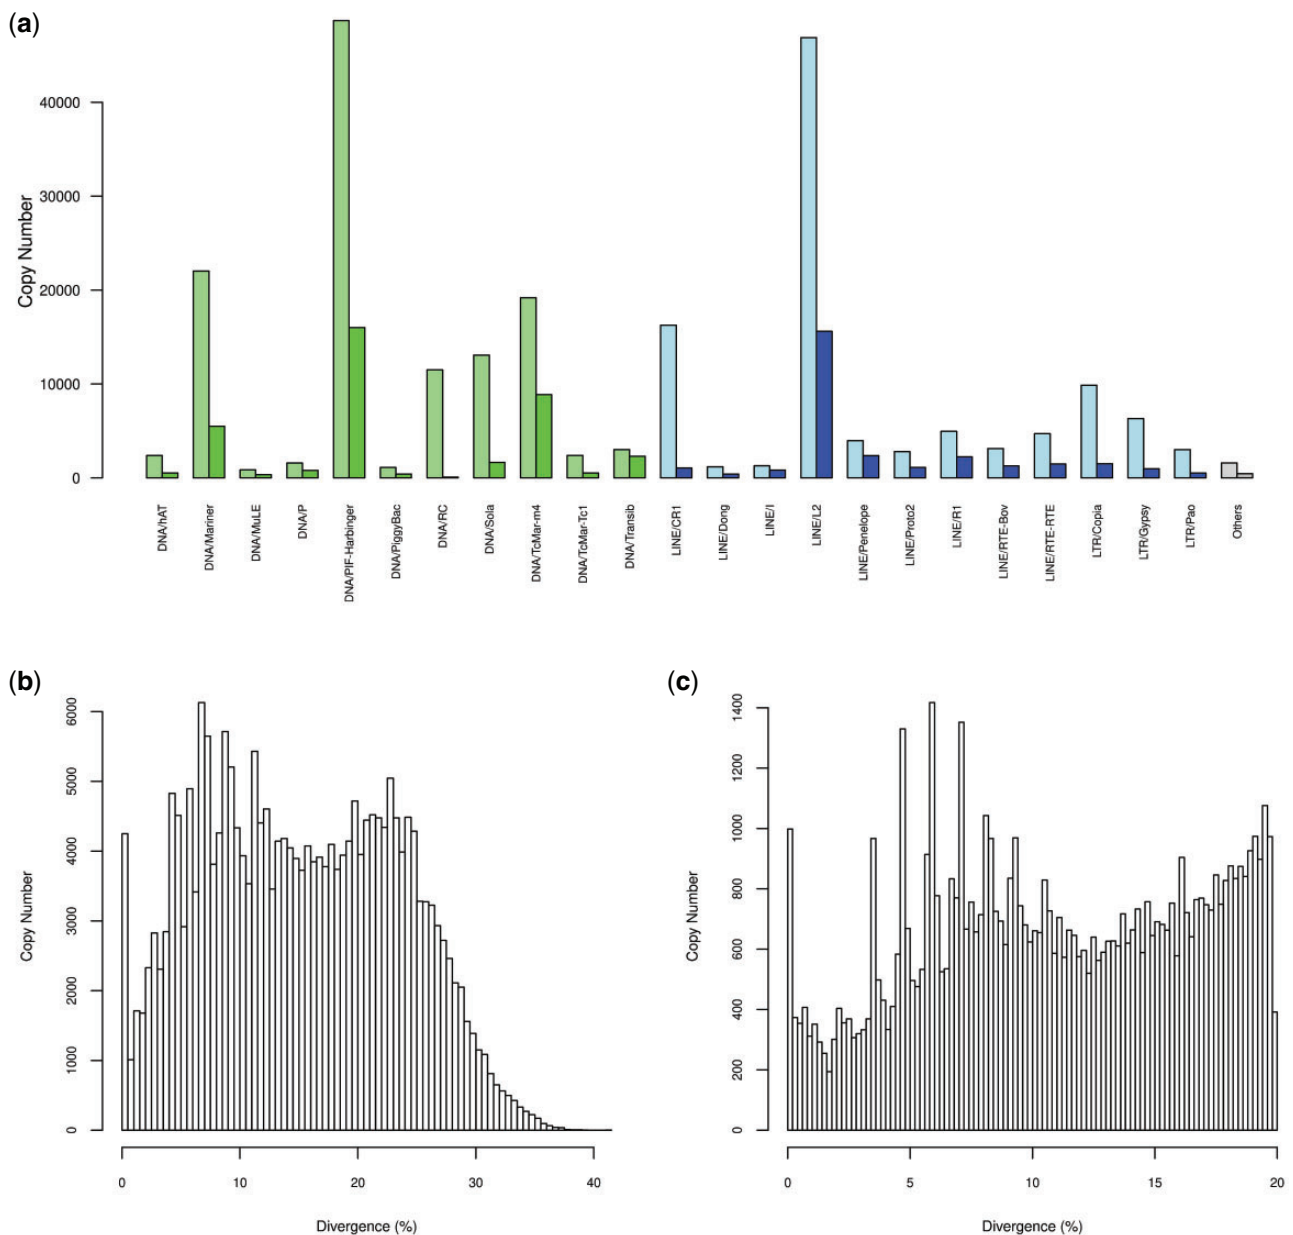 (a)
Copy Number
40000
30000
20000
10000
0
DNA/hAT
DNA/Mariner
DNA/MuLE
DNA/P
DNA/PIF-Harbinger
DNA/PiggyBac
DNA/RC
DNA/Sola
DNA/TcMar-m4
DNA/TcMar-Tc1
DNA/Transib
LINE/CR1
LINE/Dong
LINE/I
LINE/L2
LINE/Penelope
LINE/Proto2
LINE/R1
LINE/RTE-Bov
LINE/RTE-RTE
LTR/Copia
LTR/Gypsy
LTR/Pao
Others
(b)
Copy Number
6000
5000
4000
3000
2000
1000
0
0 10 20 30 40
Divergence (%)
(c)
Copy Number
1400
1200
1000
800
600
400
200
0
0 5 10 15 20
Divergence (%)